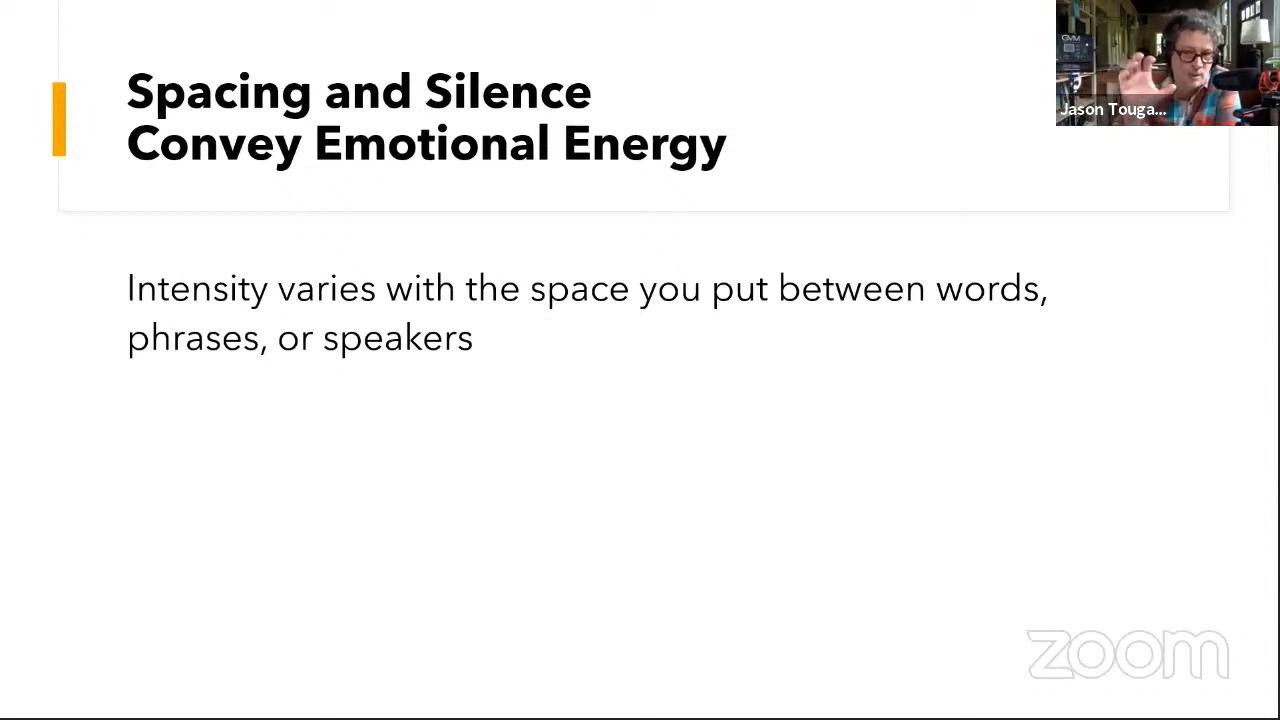 Spacing and Silence
Convey Emotional Energy
GVM
Jason Touga...
Intensity varies with the space you put between words,
phrases, or speakers
zoom